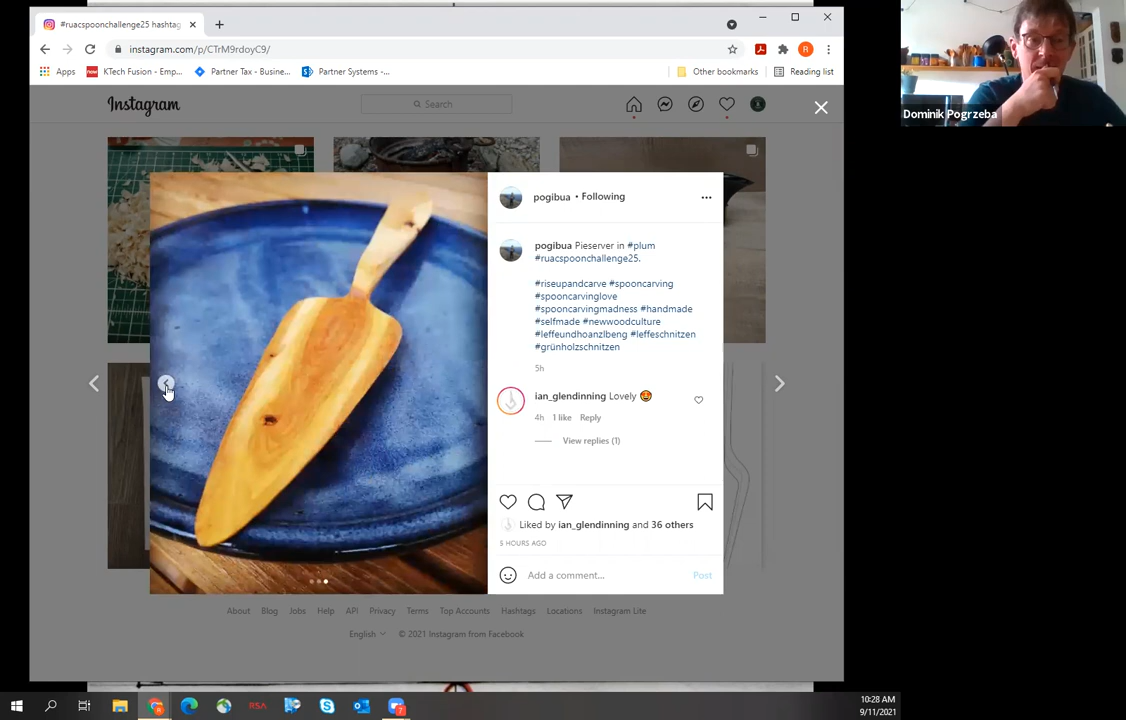 #ruacspoonchallenge25 hashtag
instagram.com/p/CTrM9rdoyC9/
Apps
KTech Fusion - Emp...
Partner Tax - Busine...
Partner Systems -...
Other bookmarks
Reading list
Dominik Pogrzeba
Instagram
Search
pogibua • Following
pogibua Pieserver in #plum
#ruacspoonchallenge25.
#riseupandcarve #spooncarving
#spooncarvinglove
#spooncarvingmadness #handmade
#selfmade #newwoodculture
#leffeundhoanzlbeng #leffeschnitzen
#grünholzschnitzen
5h
ian_glendinning Lovely 🤩
4h 1 like Reply
View replies (1)
Liked by ian_glendinning and 36 others
5 HOURS AGO
Add a comment...
Post
About Blog Jobs Help API Privacy Terms Top Accounts Hashtags Locations Instagram Lite
English © 2021 Instagram from Facebook
RSA
10:28 AM
9/11/2021